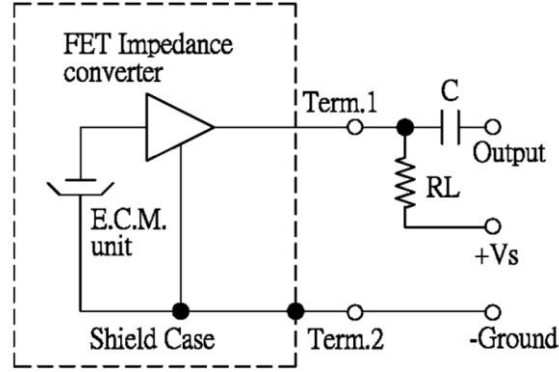 FET Impedance
converter
Term.1
C
Output
RL
E.C.M.
unit
+Vs
Shield Case
Term.2
-Ground